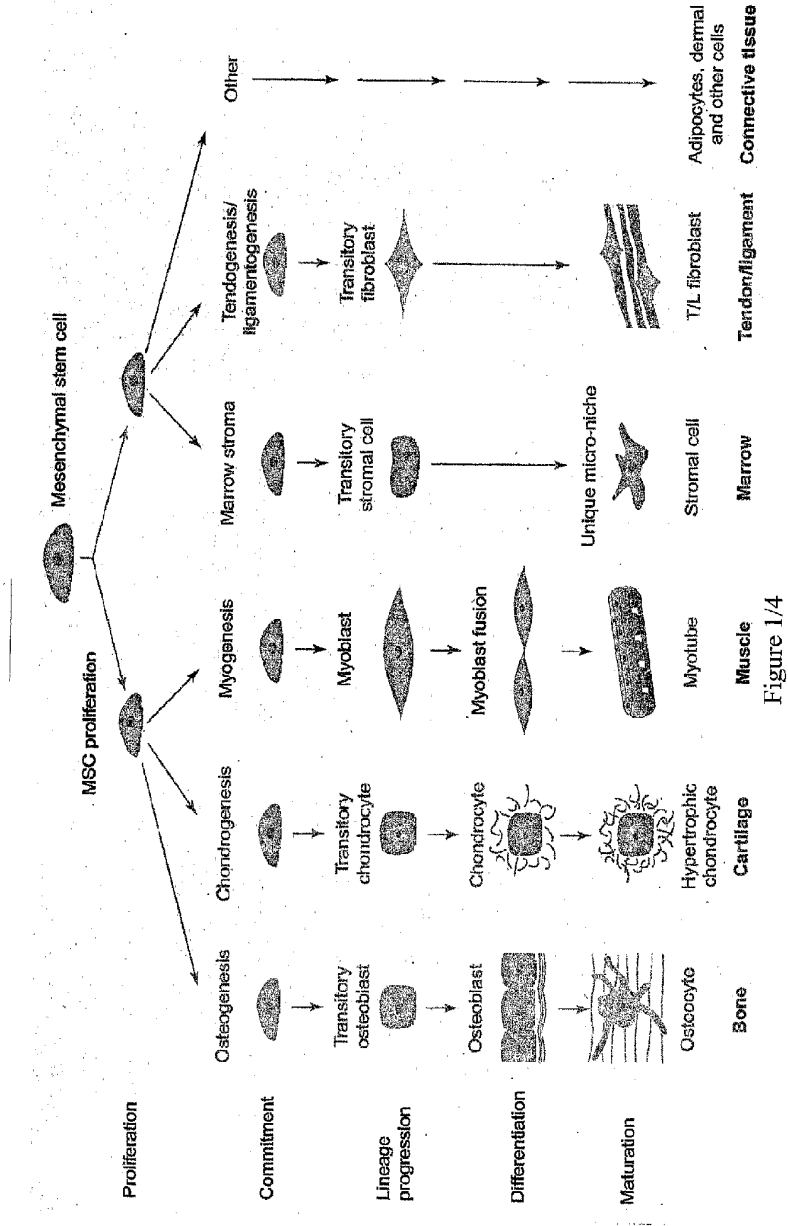 Mesenchymal stem cell
MSC proliferation
Proliferation
Osteogenesis
Chondrogenesis
Myogenesis
Marrow stroma
Tendogenesis/
ligamentogenesis
Other
Commitment
Transitory
osteoblast
Transitory
chondrocyte
Myoblast
Transitory
stromal cell
Transitory
fibroblast
Lineage
progression
Osteoblast
Chondrocyte
Myoblast fusion
Differentiation
Unique micro-niche
Maturation
Osteocyte
Hypertrophic
chondrocyte
Myotube
Stromal cell
T/L fibroblast
Adipocytes, dermal
and other cells
Bone
Cartilage
Muscle
Marrow
Tendon/ligament
Connective tissue
Figure 1/4